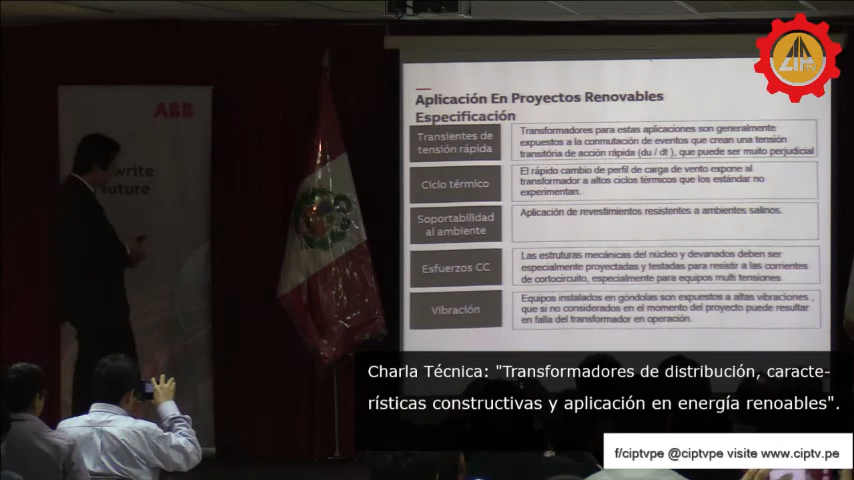 ABB
write
future
CIP
Aplicación En Proyectos Renovables
Especificación
Transientes de
tensión rápida
Transformadores para estas aplicaciones son generalmente
expuestos a la conmutación de eventos que crean una tensión
transitória de acción rápida (du / dt ), que puede ser muito perjudicial
Ciclo térmico
El rápido cambio de perfil de carga de vento expone al
transformador a altos ciclos térmicos que los estándar no
experimentan.
Soportabilidad
al ambiente
Aplicación de revestimientos resistentes a ambientes salinos.
Esfuerzos CC
Las estruturas mecánicas del núcleo y devanados deben ser
especialmente proyectadas y testadas para resistir a las corrientes
de cortocircuito, especialmente para equipos multi tensiones
Vibración
Equipos instalados en góndolas son expuestos a altas vibraciones ,
que si no considerados en el momento del proyecto puede resultar
en falla del transformador en operación.
Charla Técnica: "Transformadores de distribución, caracte-
rísticas constructivas y aplicación en energía renoables".
f/ciptvpe @ciptvpe visite www.ciptv.pe